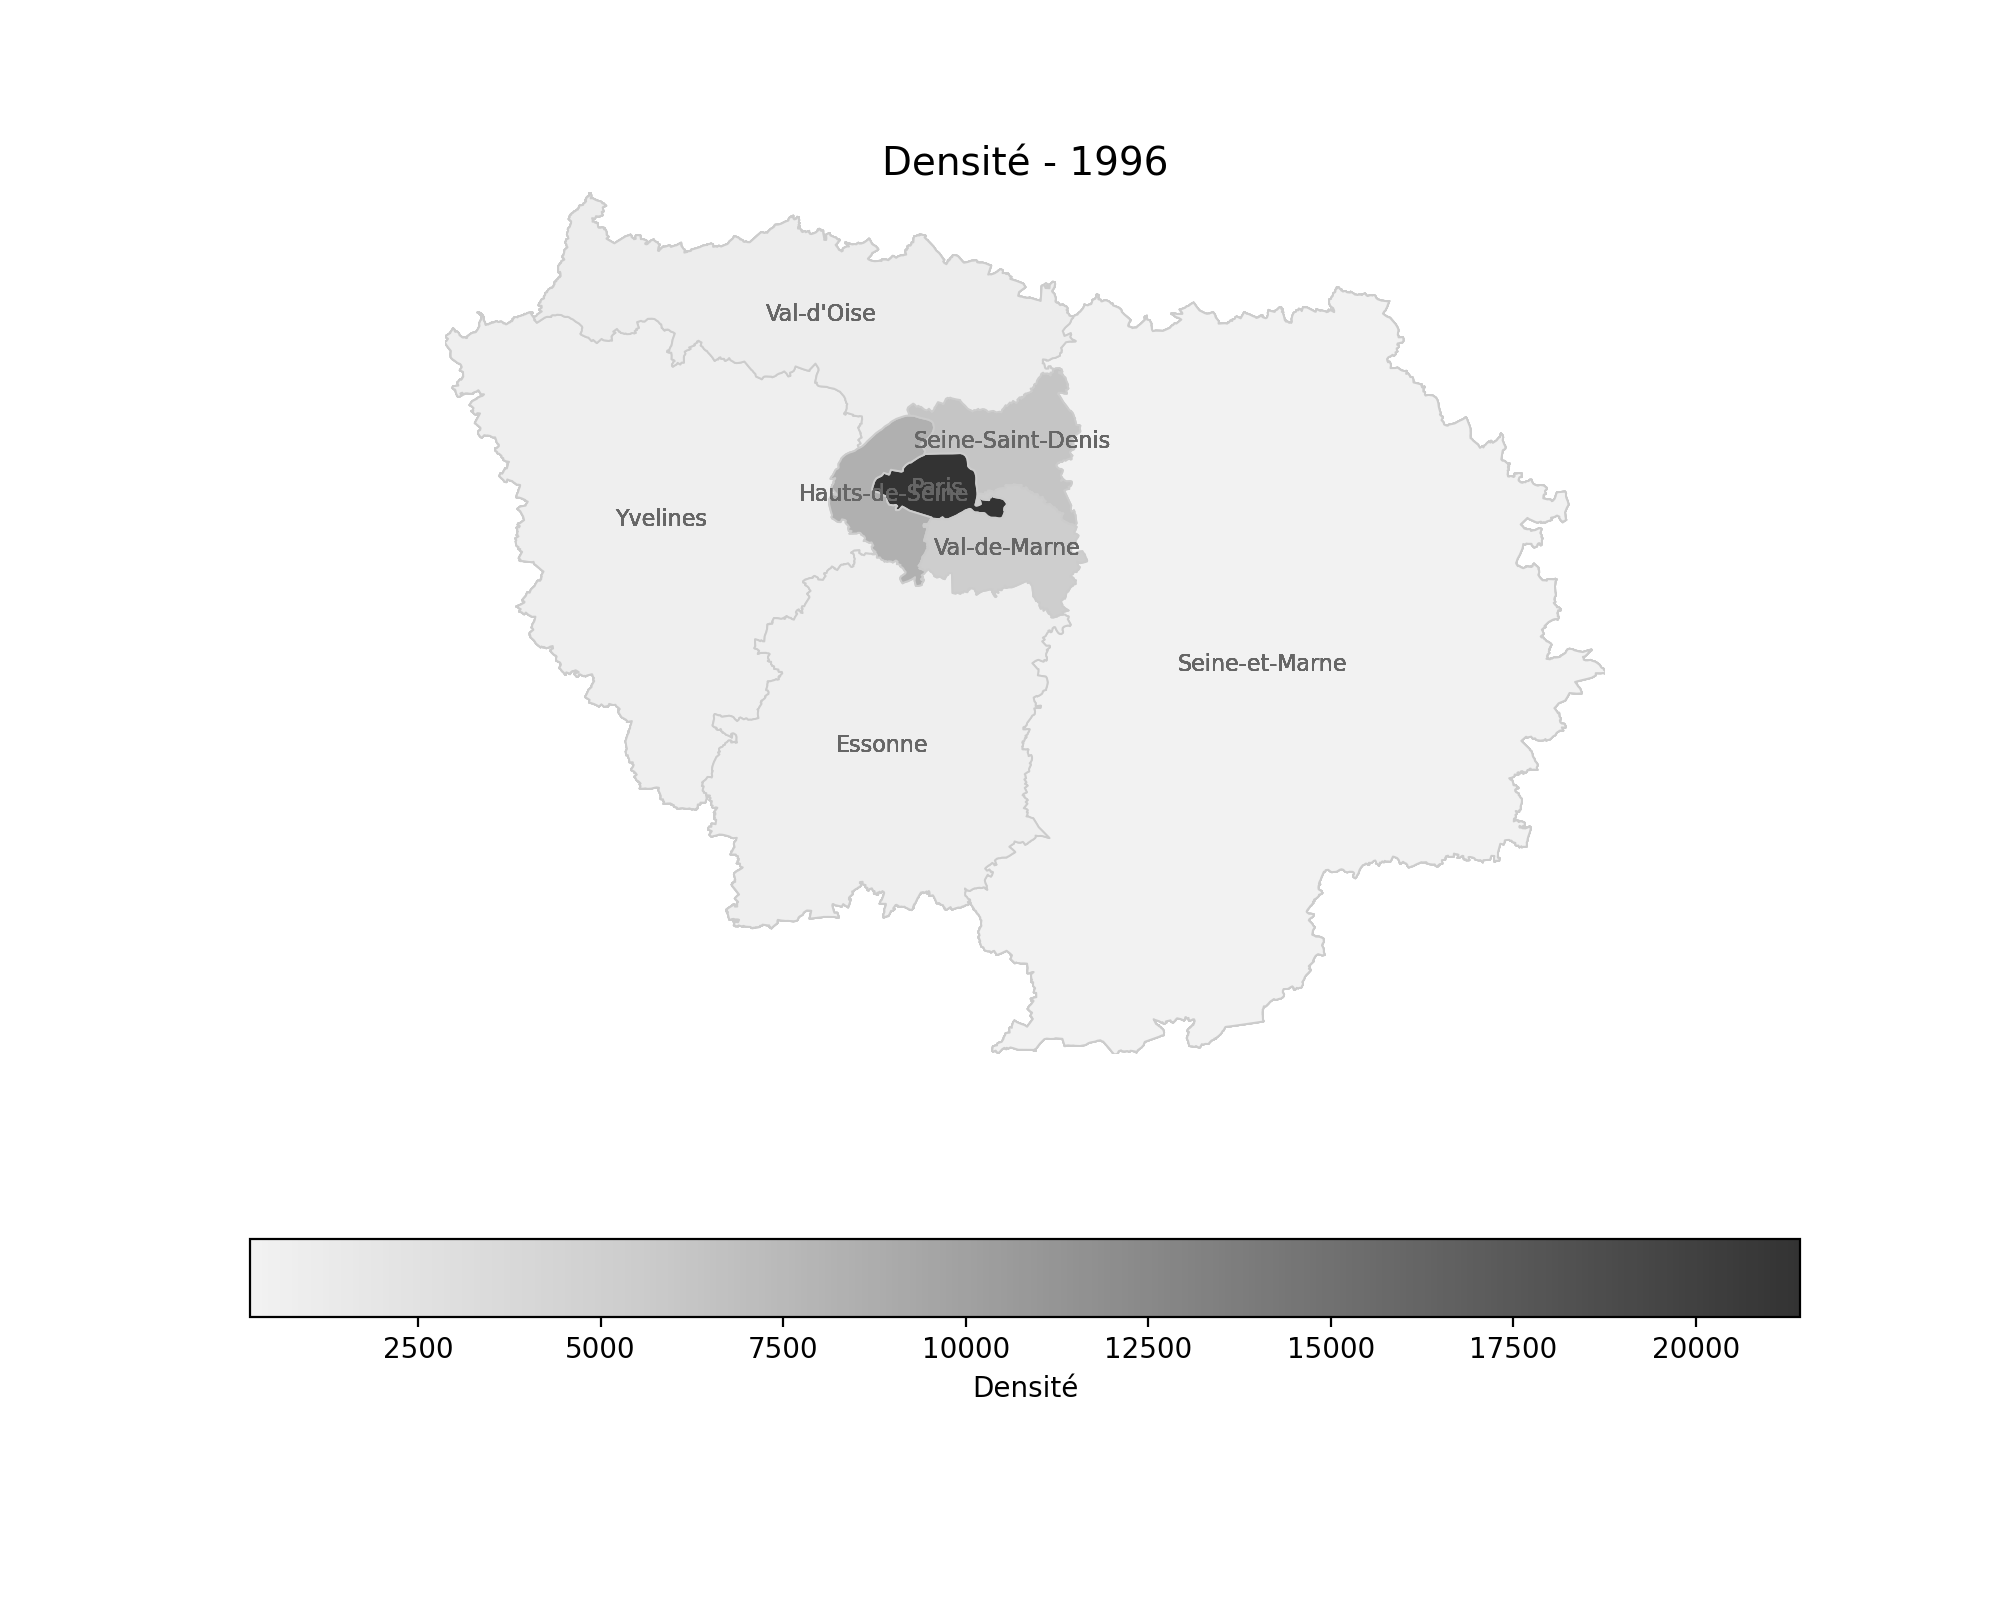 Densité - 1996
Val-d'Oise
Seine-Saint-Denis
Paris
Hauts-de-Seine
Yvelines
Val-de-Marne
Seine-et-Marne
Essonne
2500 5000 7500 10000 12500 15000 17500 20000
Densité